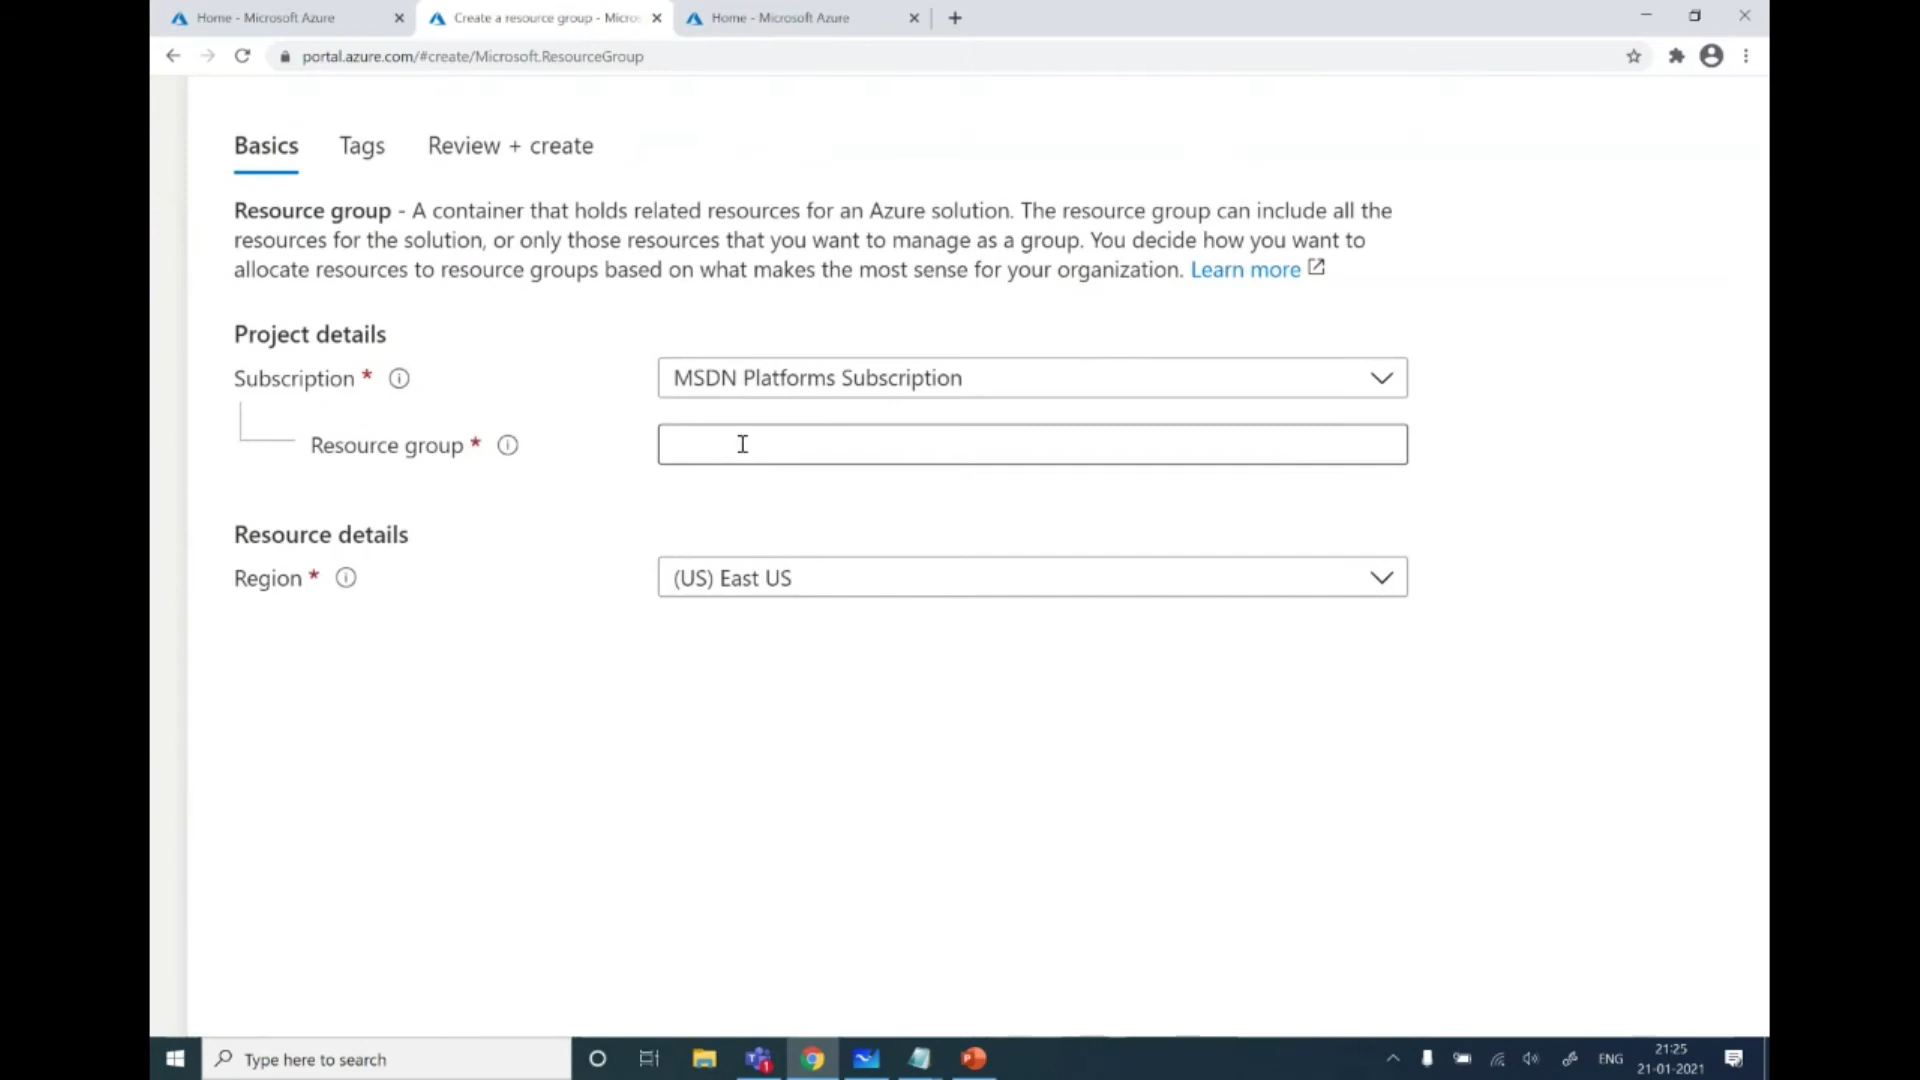 Home - Microsoft Azure
Create a resource group - Micros
Home - Microsoft Azure
portal.azure.com/#create/Microsoft.ResourceGroup
Basics
Tags
Review + create
Resource group - A container that holds related resources for an Azure solution. The resource group can include all the
resources for the solution, or only those resources that you want to manage as a group. You decide how you want to
allocate resources to resource groups based on what makes the most sense for your organization. Learn more
Project details
Subscription *
MSDN Platforms Subscription
Resource group *
Resource details
Region *
(US) East US
Type here to search
1
ENG
21:25
21-01-2021